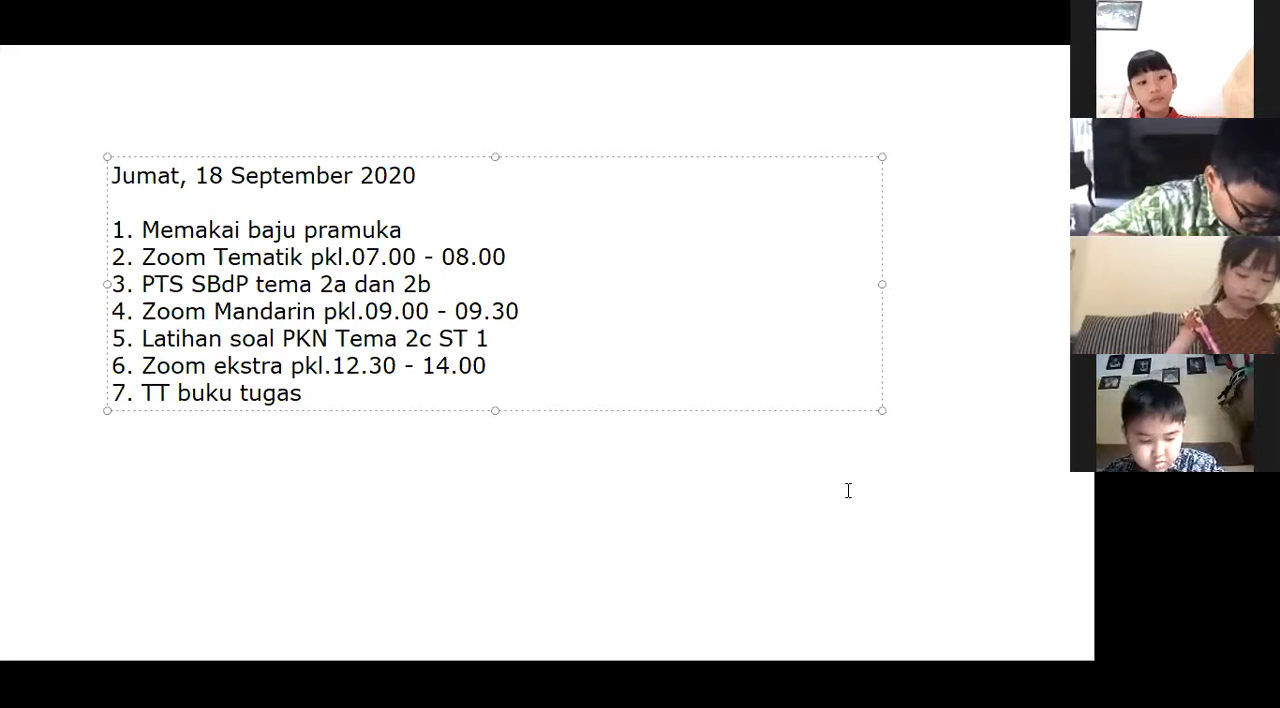 Jumat, 18 September 2020
1. Memakai baju pramuka
2. Zoom Tematik pkl.07.00 - 08.00
3. PTS SBdP tema 2a dan 2b
4. Zoom Mandarin pkl.09.00 - 09.30
5. Latihan soal PKN Tema 2c ST 1
6. Zoom ekstra pkl.12.30 - 14.00
7. TT buku tugas